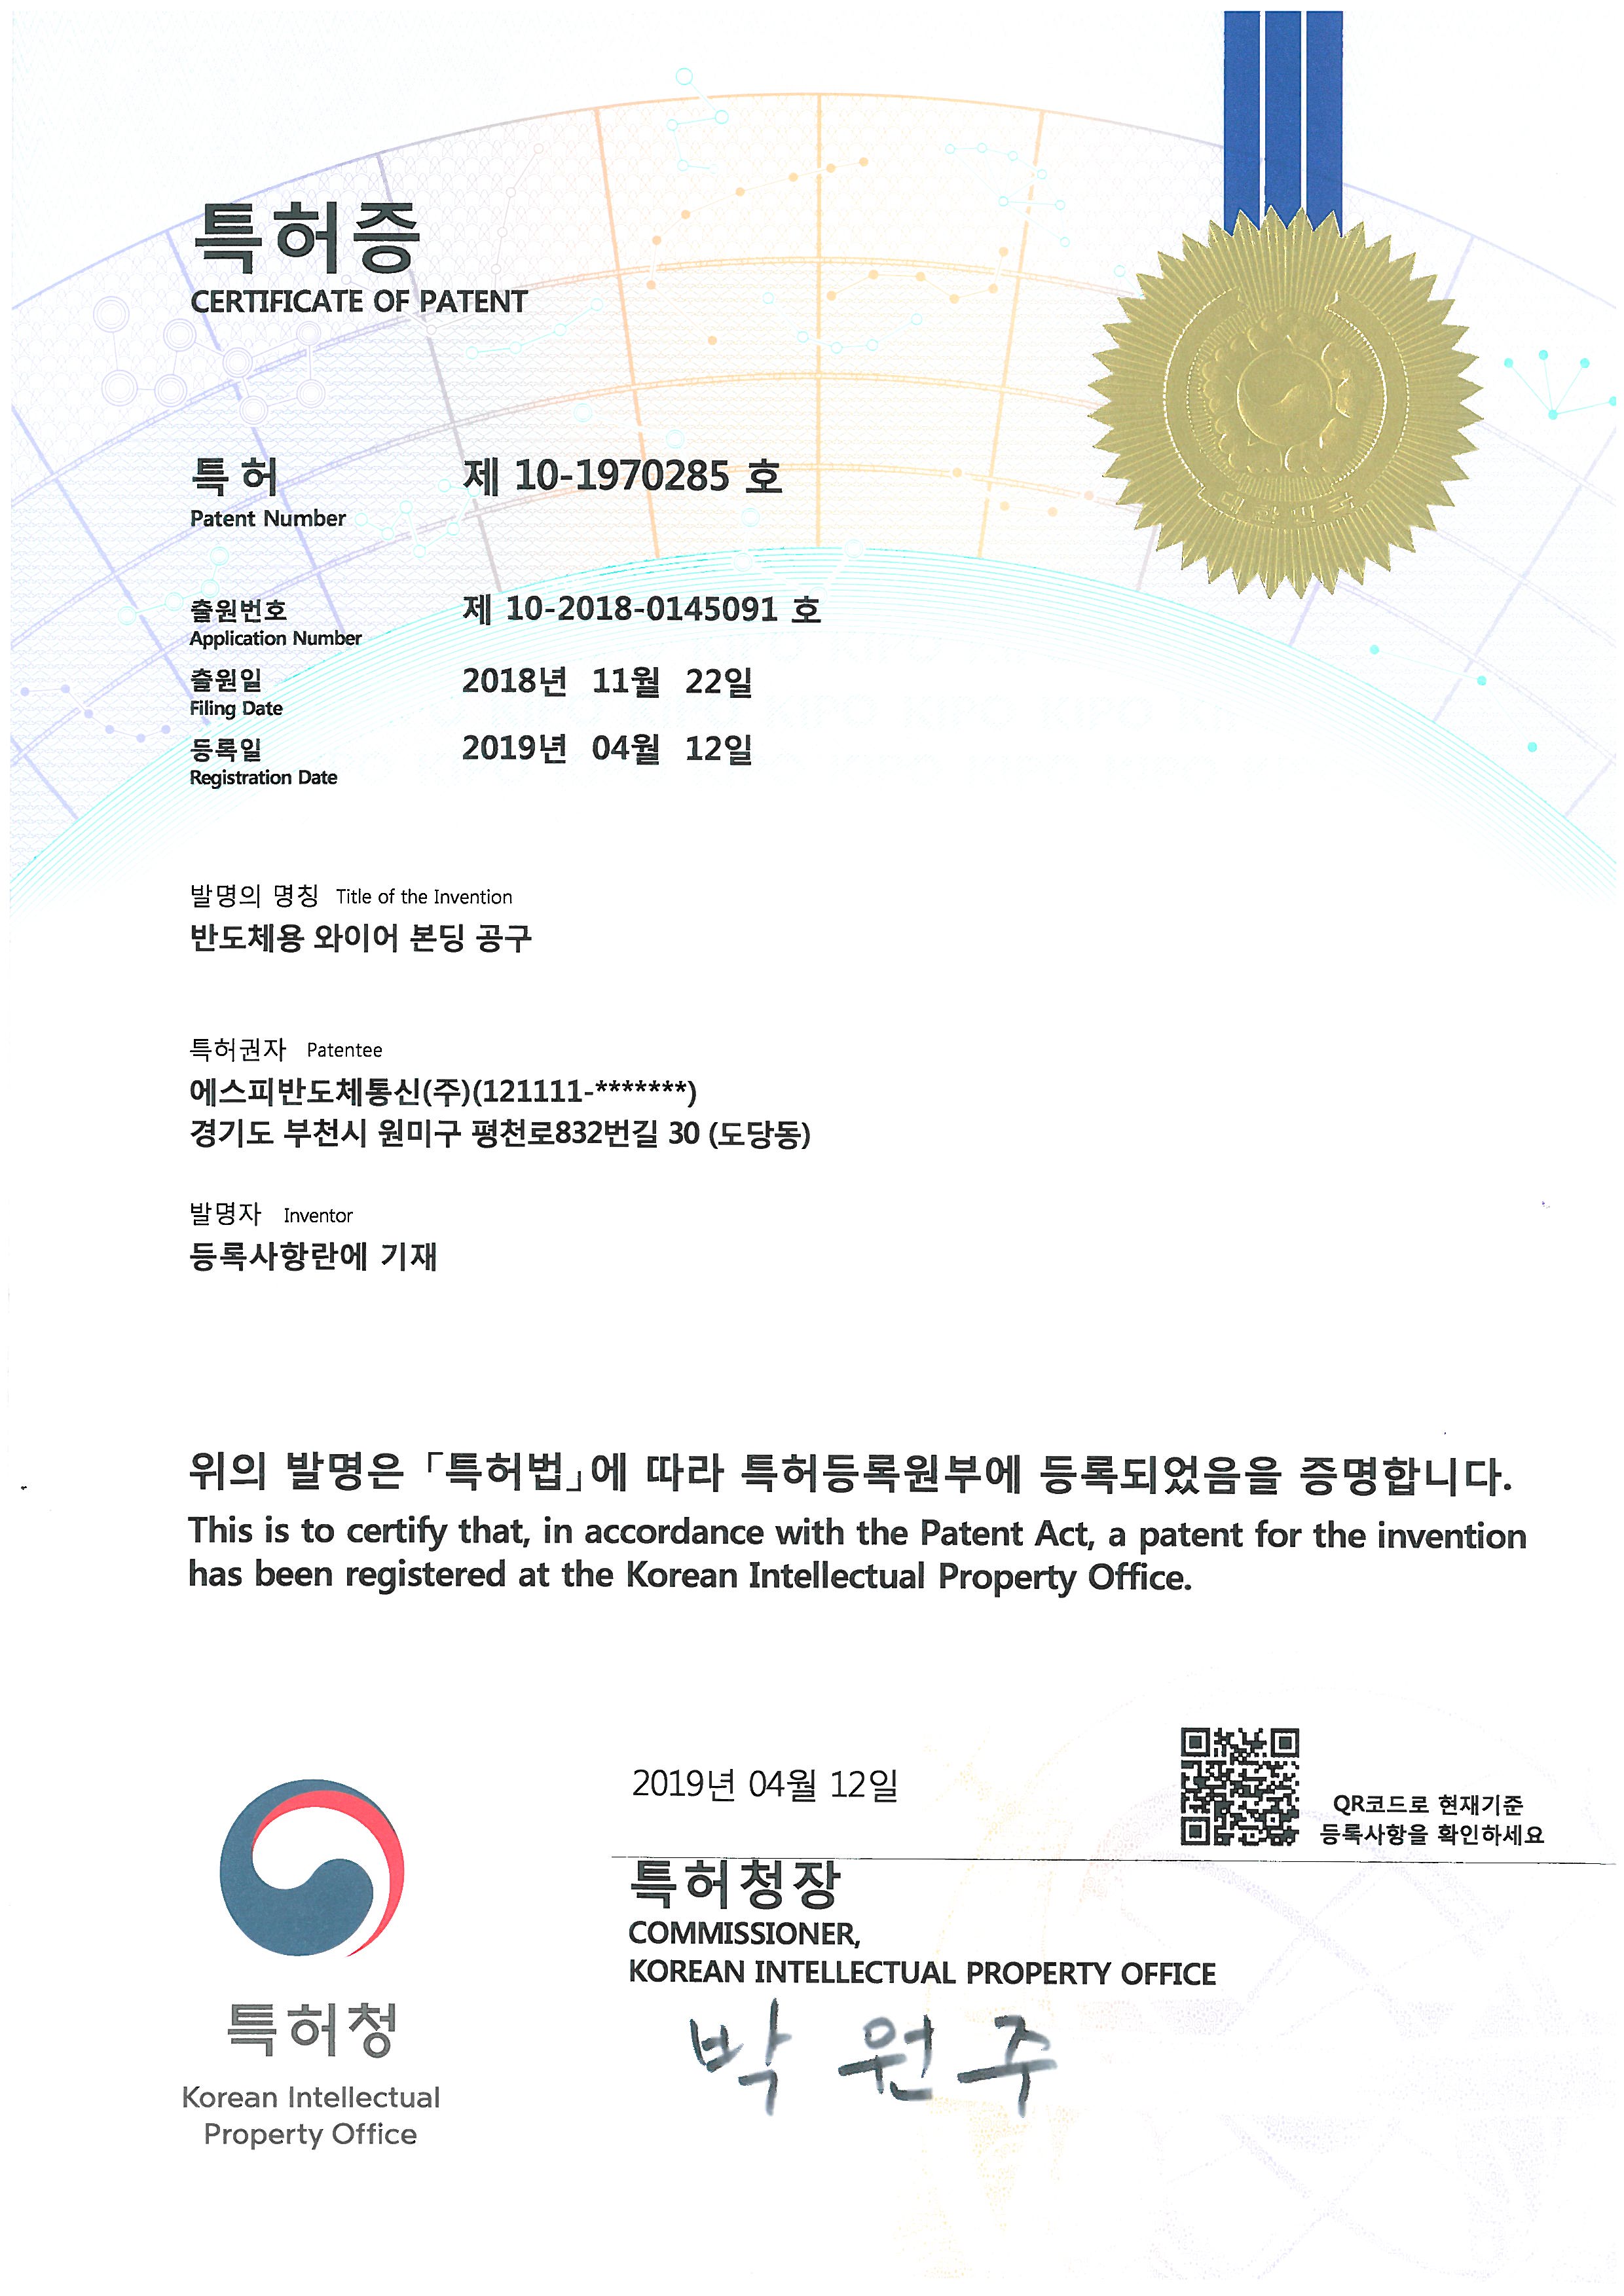 특허증
CERTIFICATE OF PATENT
대한민국
특 허 제 10-1970285 호
Patent Number
출원번호 제 10-2018-0145091 호
Application Number
출원일 2018년 11월 22일
Filing Date
등록일 2019년 04월 12일
Registration Date
발명의 명칭 Title of the Invention
반도체용 와이어 본딩 공구
특허권자 Patentee
에스피반도체통신(주)(121111-*******)
경기도 부천시 원미구 평천로832번길 30 (도당동)
발명자 Inventor
등록사항란에 기재
위의 발명은 「특허법」에 따라 특허등록원부에 등록되었음을 증명합니다.
This is to certify that, in accordance with the Patent Act, a patent for the invention
has been registered at the Korean Intellectual Property Office.
2019년 04월 12일
QR코드로 현재기준
등록사항을 확인하세요
특허청장
COMMISSIONER,
KOREAN INTELLECTUAL PROPERTY OFFICE
박 원 주
특허청
Korean Intellectual
Property Office